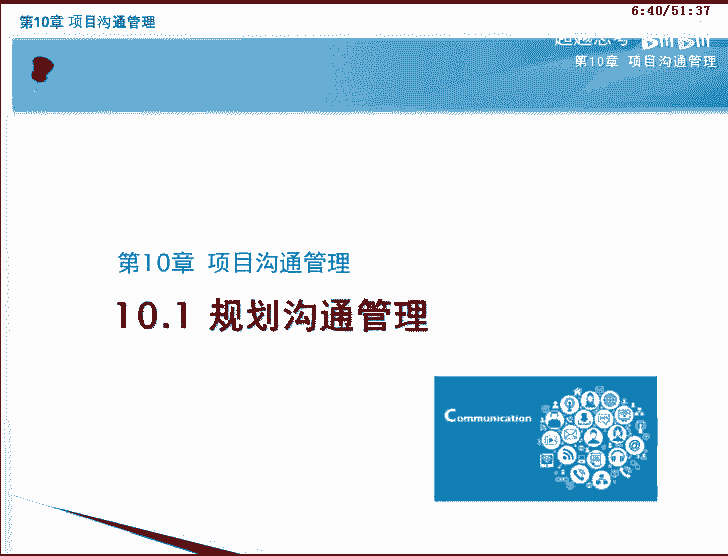 6:40/51:37
第10章 项目沟通管理
bilibili
第10章 项目沟通管理
第10章 项目沟通管理
10.1 规划沟通管理
Communication